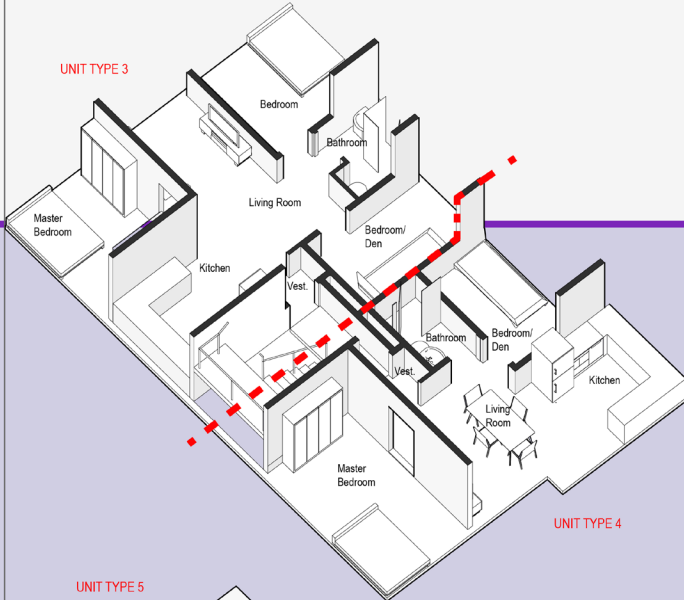 UNIT TYPE 3
Bedroom
Bathroom
Living Room
Master
Bedroom
Bedroom/
Den
Kitchen
Vest.
Bathroom
Bedroom/
Den
Vest.
Kitchen
Living
Room
Master
Bedroom
UNIT TYPE 4
UNIT TYPE 5